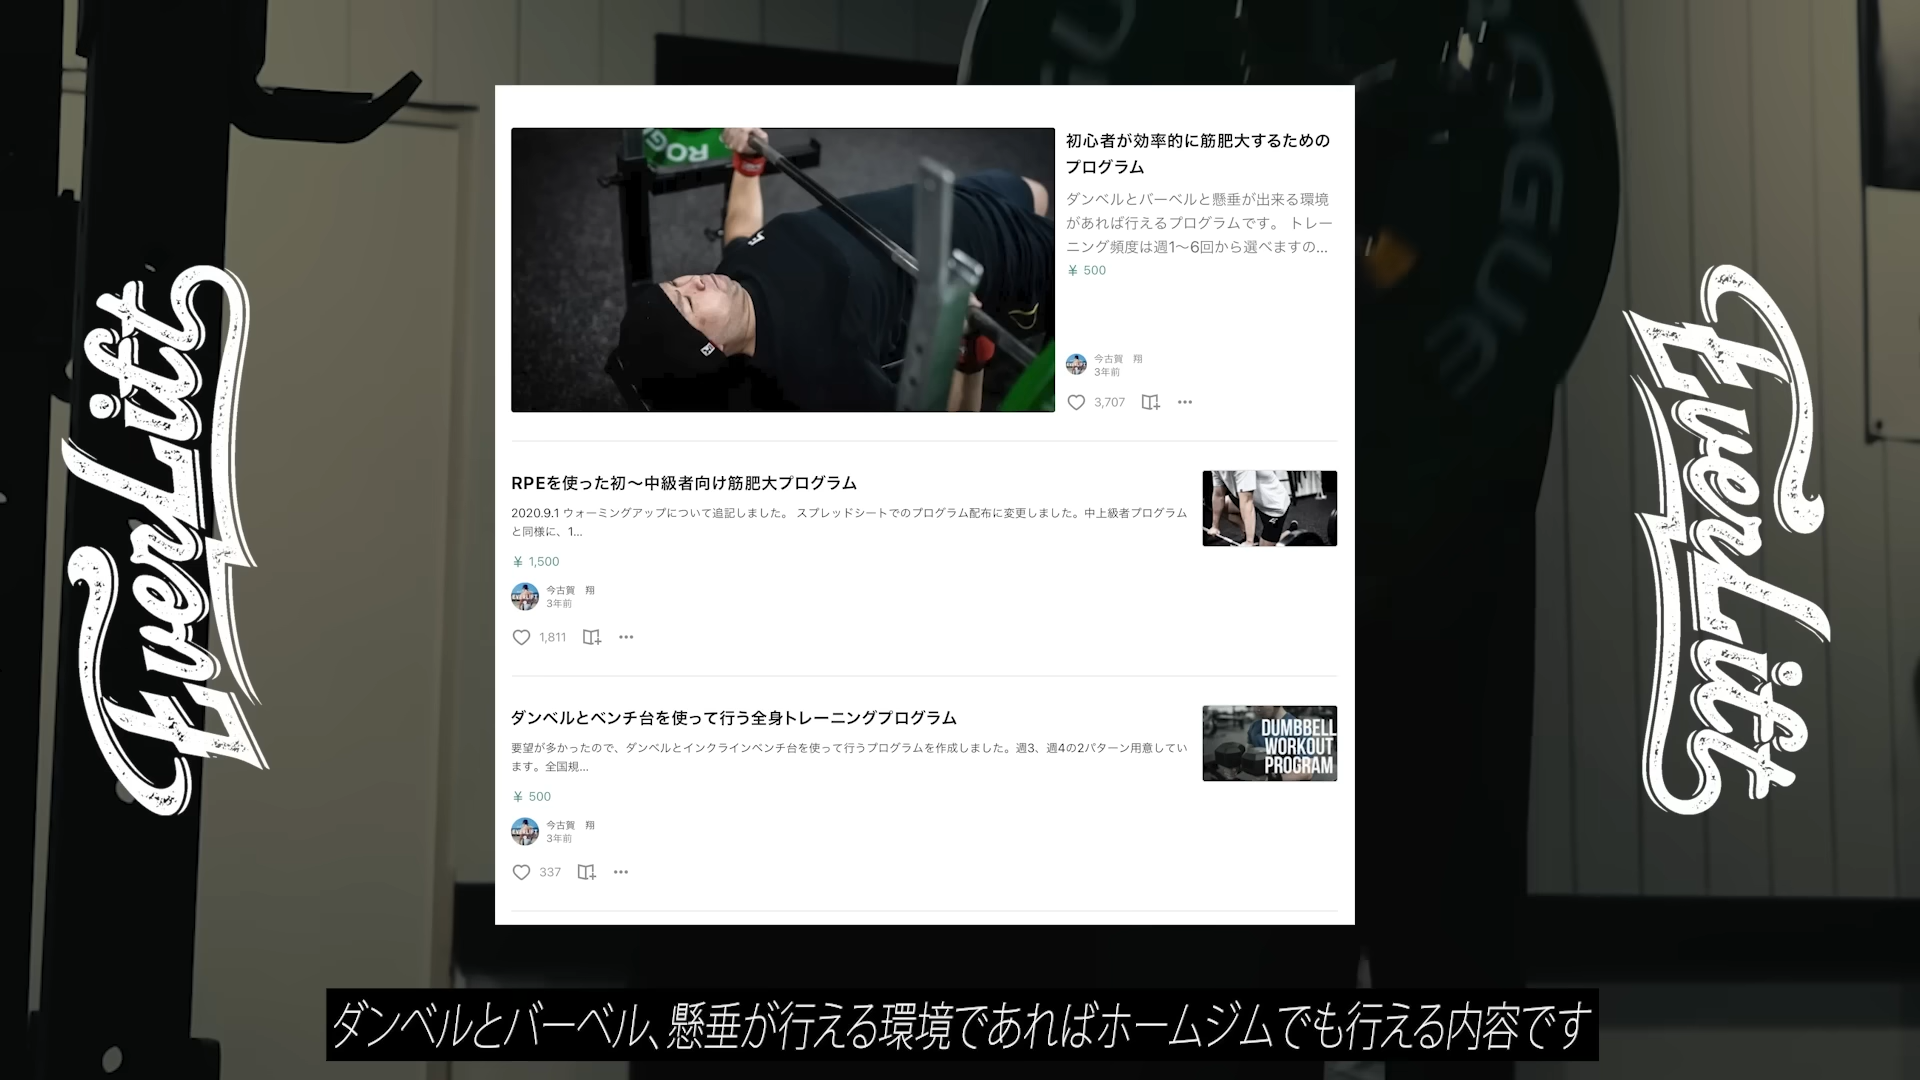 初心者が効率的に筋肥大するための
プログラム
ダンベルとバーベルと懸垂が出来る環境
があれば行えるプログラムです。 トレー
ニング頻度は週1〜6回から選べますの...
¥ 500
今古賀 翔
3年前
3,707
RPEを使った初〜中級者向け筋肥大プログラム
2020.9.1 ウォーミングアップについて追記しました。 スプレッドシートでのプログラム配布に変更しました。中上級者プログラム
と同様に、1...
¥ 1,500
今古賀 翔
3年前
1,811
ダンベルとベンチ台を使って行う全身トレーニングプログラム
要望が多かったので、ダンベルとインクラインベンチ台を使って行うプログラムを作成しました。週3、週4の2パターン用意してい
ます。全国規...
¥ 500
今古賀 翔
3年前
337
DUMBBELL
WORKOUT
PROGRAM
EverLift
EverLift
ROGUE
ダンベルとバーベル、懸垂が行える環境であればホームジムでも行える内容です